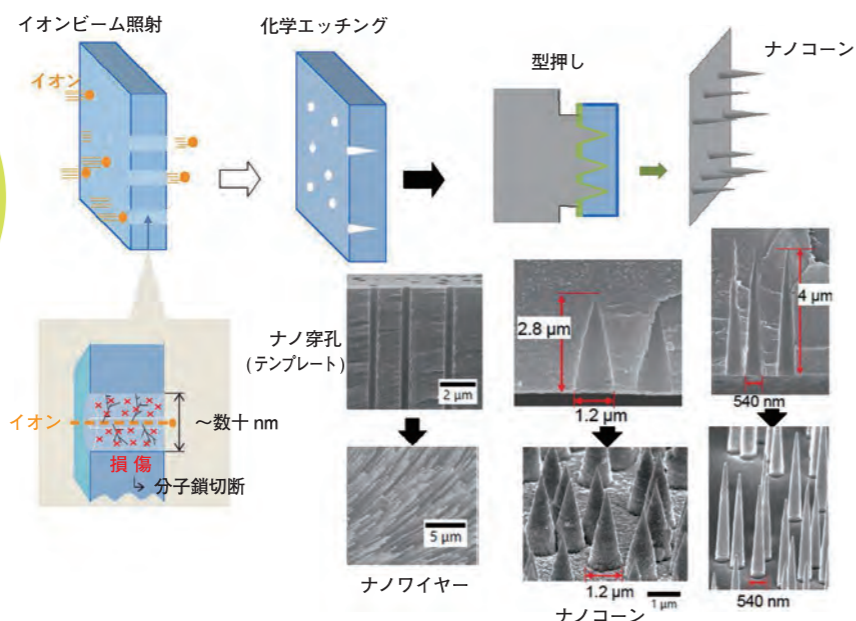 イオンビーム照射
化学エッチング
型押し
ナノコーン
イオン
ナノ穿孔
(テンプレート)
2 μm
2.8 μm
1.2 μm
4 μm
540 nm
イオン
～数十 nm
損傷
分子鎖切断
5 μm
ナノワイヤー
1.2 μm
1 μm
ナノコーン
540 nm